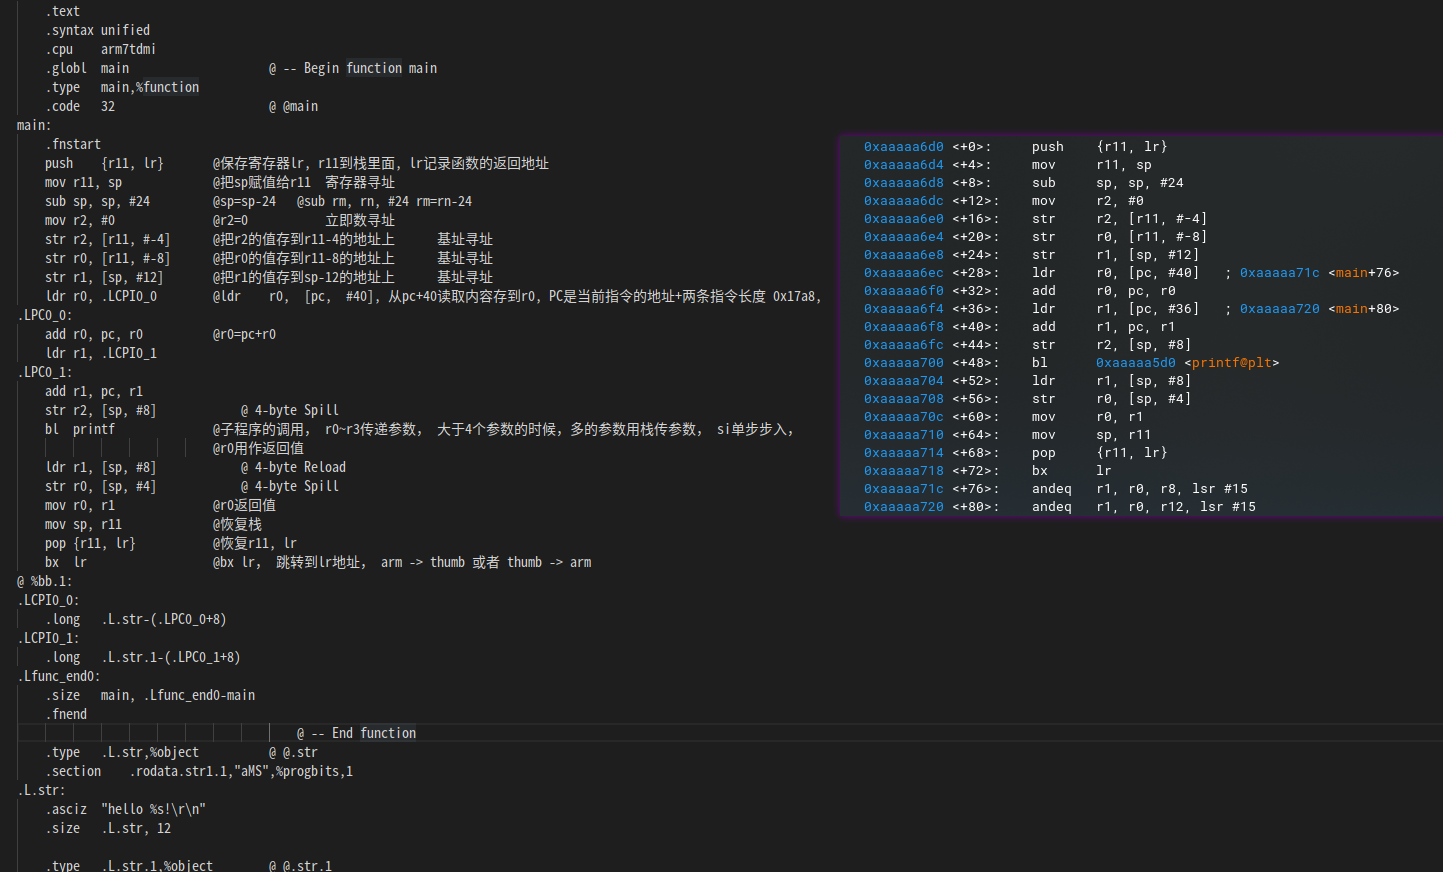 .text
.syntax unified
.cpu arm7tdmi
.globl main @ -- Begin function main
.type main,%function
.code 32 @ @main
main:
.fnstart
push {r11, lr} @保存寄存器lr, r11到栈里面, lr记录函数的返回地址
mov r11, sp @把sp赋值给r11 寄存器寻址
sub sp, sp, #24 @sp=sp-24 @sub rm, rn, #24 rm=rn-24
mov r2, #0 @r2=0 立即数寻址
str r2, [r11, #-4] @把r2的值存到r11-4的地址上 基址寻址
str r0, [r11, #-8] @把r0的值存到r11-8的地址上 基址寻址
str r1, [sp, #12] @把r1的值存到sp-12的地址上 基址寻址
ldr r0, .LCPI0_0 @ldr r0, [pc, #40], 从pc+40读取内容存到r0, PC是当前指令的地址+两条指令长度 0x17a8,
.LPC0_0:
add r0, pc, r0 @r0=pc+r0
ldr r1, .LCPI0_1
.LPC0_1:
add r1, pc, r1
str r2, [sp, #8] @ 4-byte Spill
bl printf @子程序的调用, r0~r3传递参数, 大于4个参数的时候, 多的参数用栈传参数, si单步步入,
@r0用作返回值
ldr r1, [sp, #8] @ 4-byte Reload
str r0, [sp, #4] @ 4-byte Spill
mov r0, r1 @r0返回值
mov sp, r11 @恢复栈
pop {r11, lr} @恢复r11, lr
bx lr @bx lr, 跳转到lr地址, arm -> thumb 或者 thumb -> arm
@ %bb.1:
.LCPI0_0:
.long .L.str-(.LPC0_0+8)
.LCPI0_1:
.long .L.str.1-(.LPC0_1+8)
.Lfunc_end0:
.size main, .Lfunc_end0-main
.fnend
@ -- End function
.type .L.str,%object @ @.str
.section .rodata.str1.1,"aMS",%progbits,1
.L.str:
.asciz "hello %s!\r\n"
.size .L.str, 12
.type .L.str.1,%object @ @.str.1
0xaaaaa6d0 <+0>: push {r11, lr}
0xaaaaa6d4 <+4>: mov r11, sp
0xaaaaa6d8 <+8>: sub sp, sp, #24
0xaaaaa6dc <+12>: mov r2, #0
0xaaaaa6e0 <+16>: str r2, [r11, #-4]
0xaaaaa6e4 <+20>: str r0, [r11, #-8]
0xaaaaa6e8 <+24>: str r1, [sp, #12]
0xaaaaa6ec <+28>: ldr r0, [pc, #40] ; 0xaaaaa71c <main+76>
0xaaaaa6f0 <+32>: add r0, pc, r0
0xaaaaa6f4 <+36>: ldr r1, [pc, #36] ; 0xaaaaa720 <main+80>
0xaaaaa6f8 <+40>: add r1, pc, r1
0xaaaaa6fc <+44>: str r2, [sp, #8]
0xaaaaa700 <+48>: bl 0xaaaaa5d0 <printf@plt>
0xaaaaa704 <+52>: ldr r1, [sp, #8]
0xaaaaa708 <+56>: str r0, [sp, #4]
0xaaaaa70c <+60>: mov r0, r1
0xaaaaa710 <+64>: mov sp, r11
0xaaaaa714 <+68>: pop {r11, lr}
0xaaaaa718 <+72>: bx lr
0xaaaaa71c <+76>: andeq r1, r0, r8, lsr #15
0xaaaaa720 <+80>: andeq r1, r0, r12, lsr #15